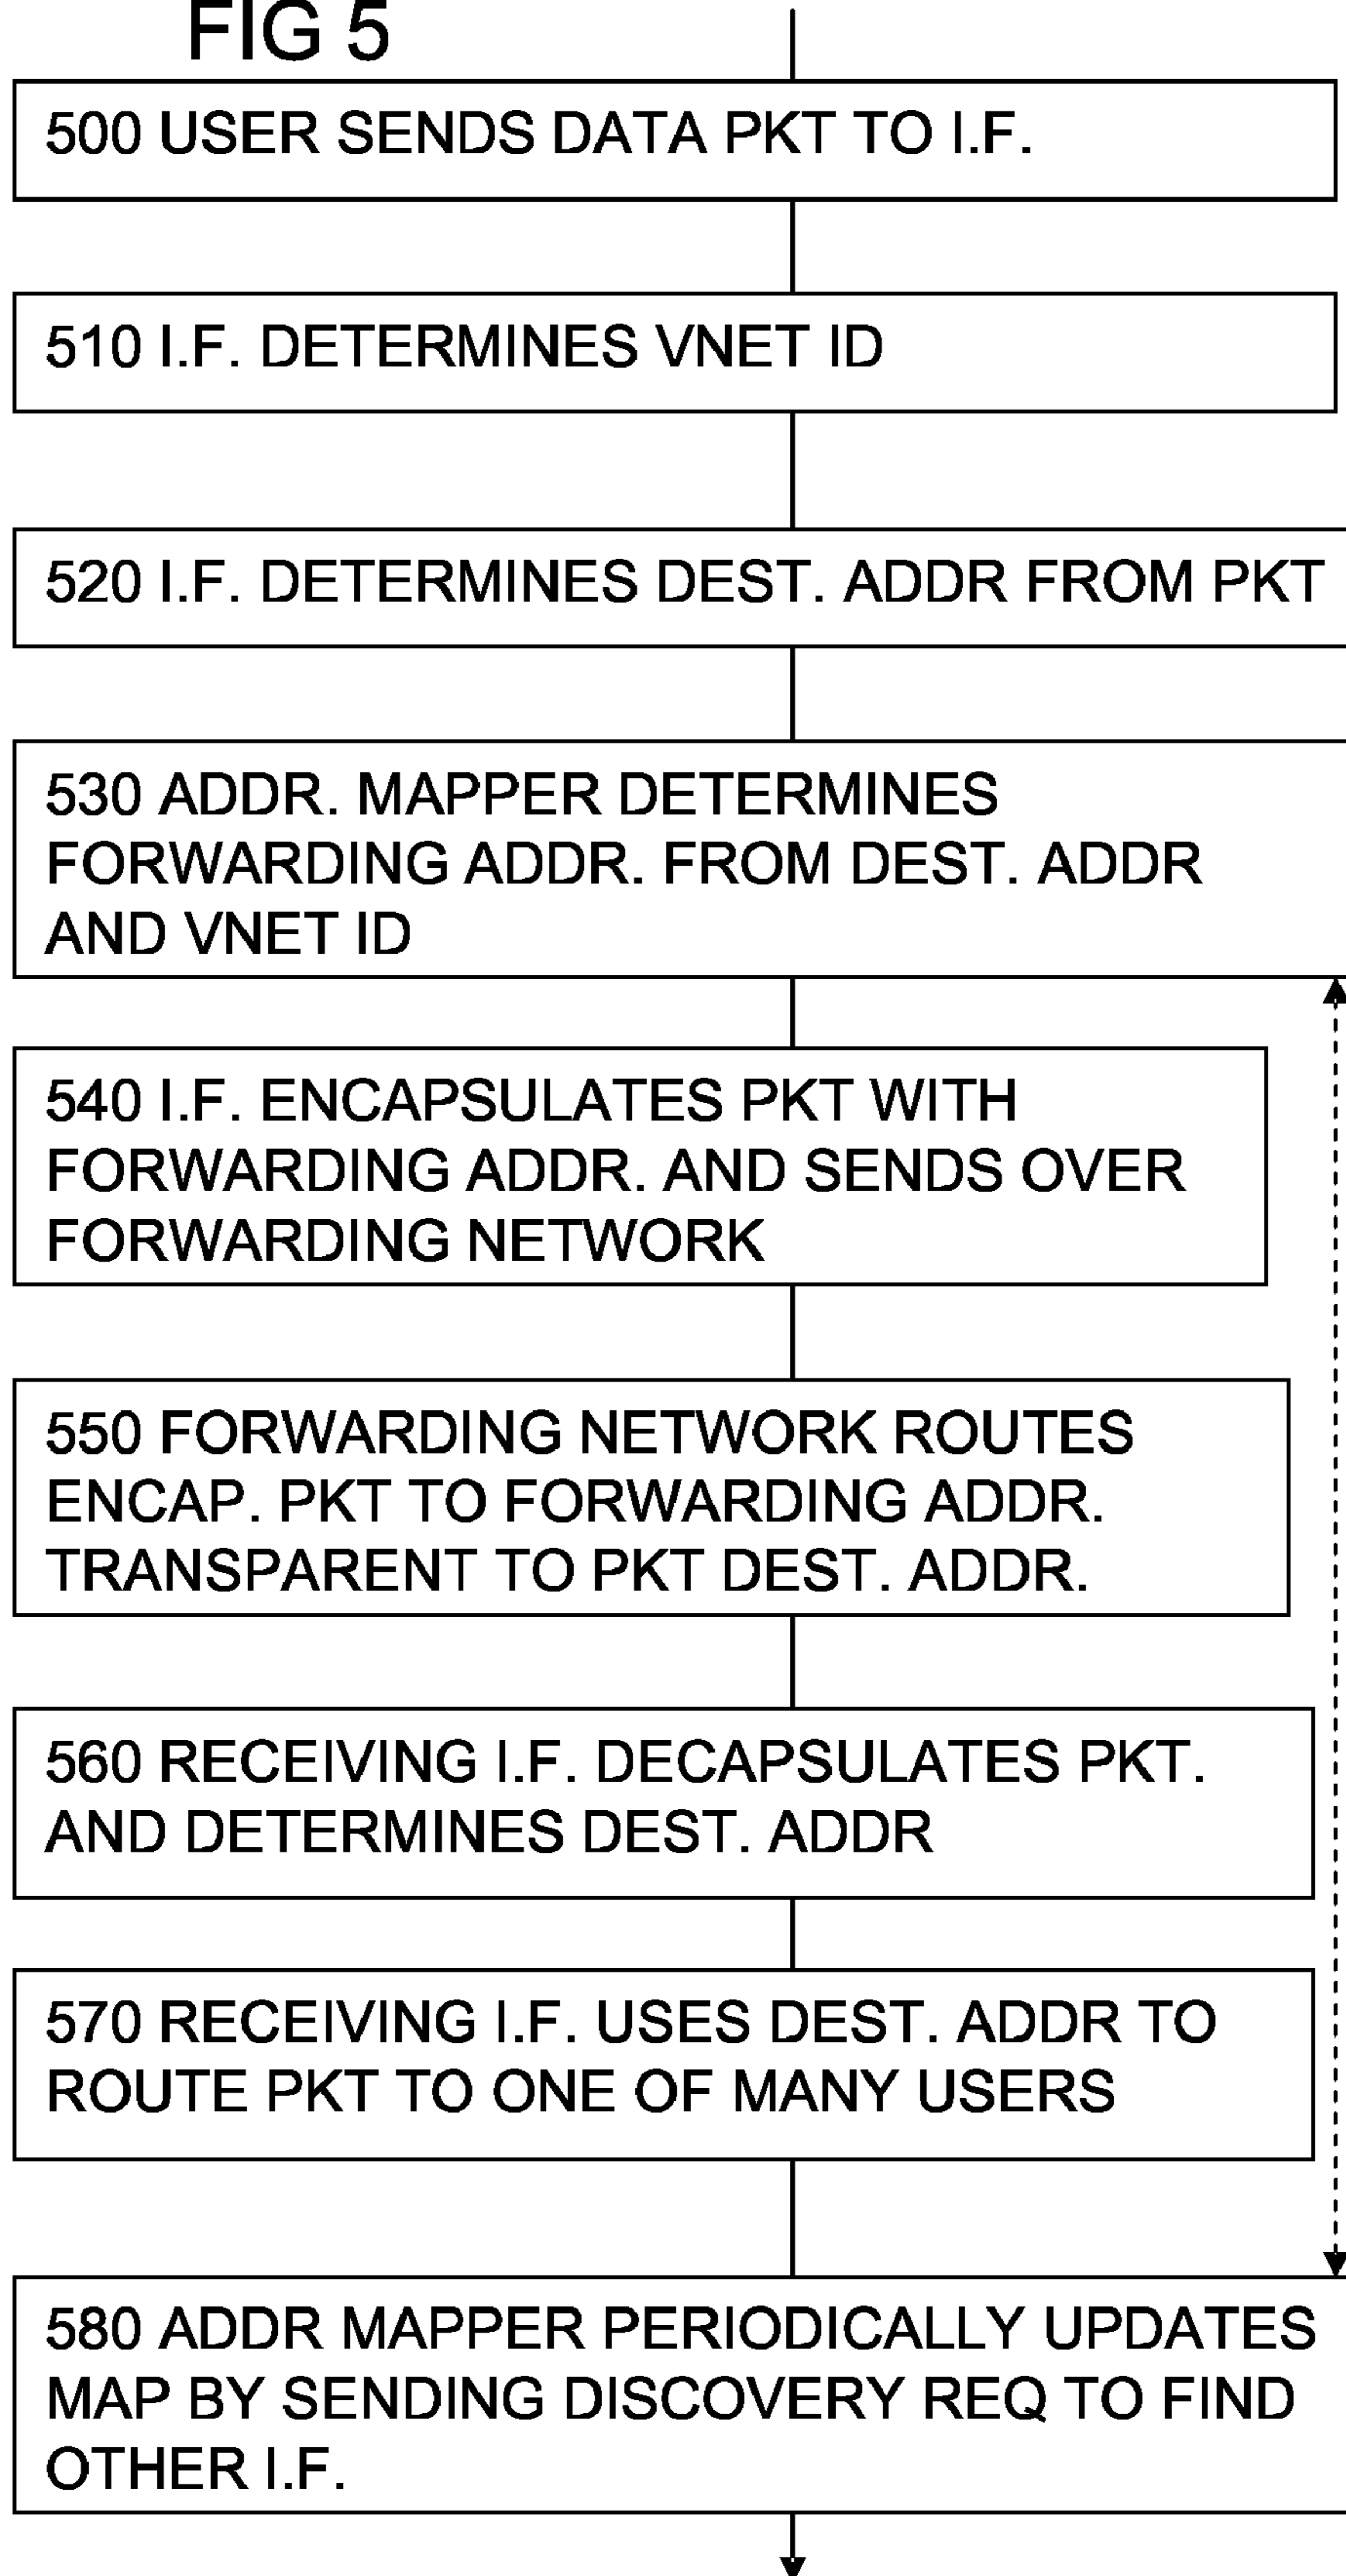 FIG 5
500 USER SENDS DATA PKT TO I.F.
510 I.F. DETERMINES VNET ID
520 I.F. DETERMINES DEST. ADDR FROM PKT
530 ADDR. MAPPER DETERMINES
FORWARDING ADDR. FROM DEST. ADDR
AND VNET ID
540 I.F. ENCAPSULATES PKT WITH
FORWARDING ADDR. AND SENDS OVER
FORWARDING NETWORK
550 FORWARDING NETWORK ROUTES
ENCAP. PKT TO FORWARDING ADDR.
TRANSPARENT TO PKT DEST. ADDR.
560 RECEIVING I.F. DECAPSULATES PKT.
AND DETERMINES DEST. ADDR
570 RECEIVING I.F. USES DEST. ADDR TO
ROUTE PKT TO ONE OF MANY USERS
580 ADDR MAPPER PERIODICALLY UPDATES
MAP BY SENDING DISCOVERY REQ TO FIND
OTHER I.F.